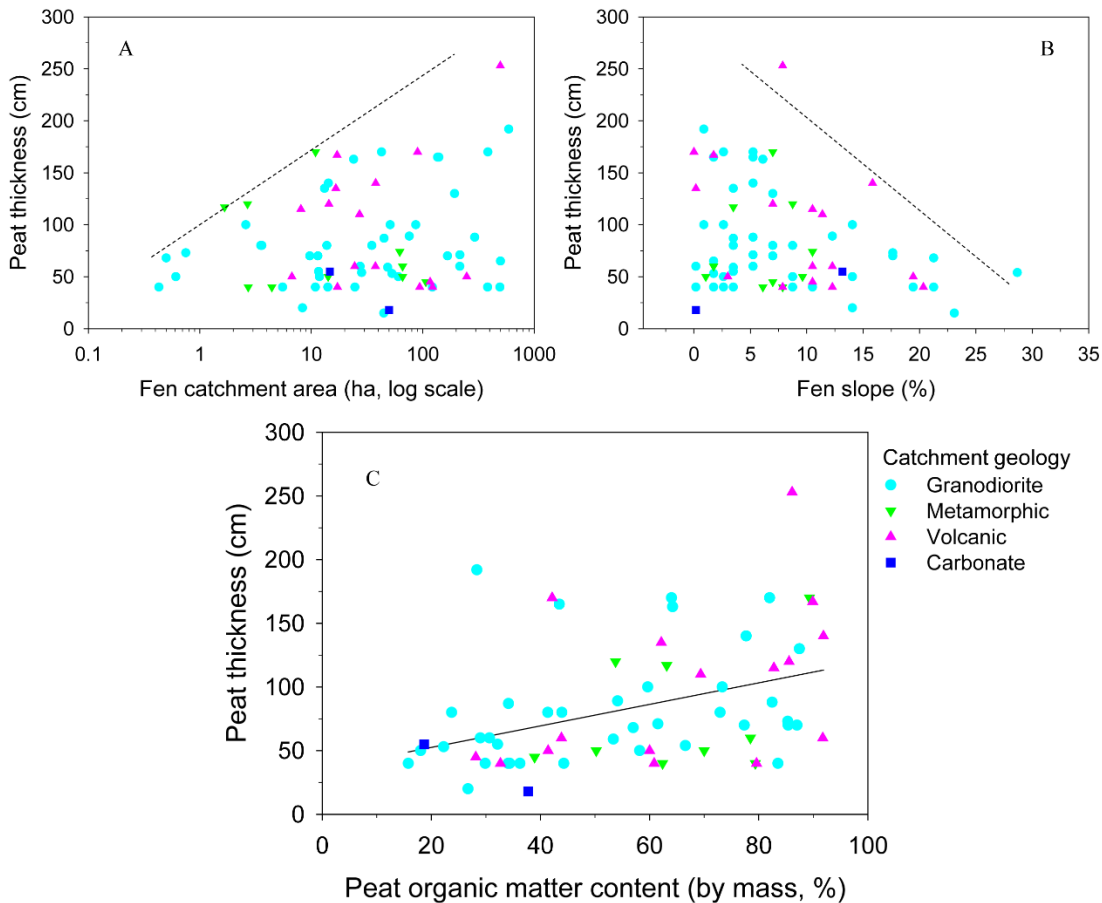 A
Peat thickness (cm)
300
250
200
150
100
50
0
0.1 1 10 100 1000
Fen catchment area (ha, log scale)
B
Peat thickness (cm)
300
250
200
150
100
50
0
0 5 10 15 20 25 30 35
Fen slope (%)
C
Peat thickness (cm)
300
250
200
150
100
50
0
0 20 40 60 80 100
Peat organic matter content (by mass, %)
Catchment geology
Granodiorite
Metamorphic
Volcanic
Carbonate